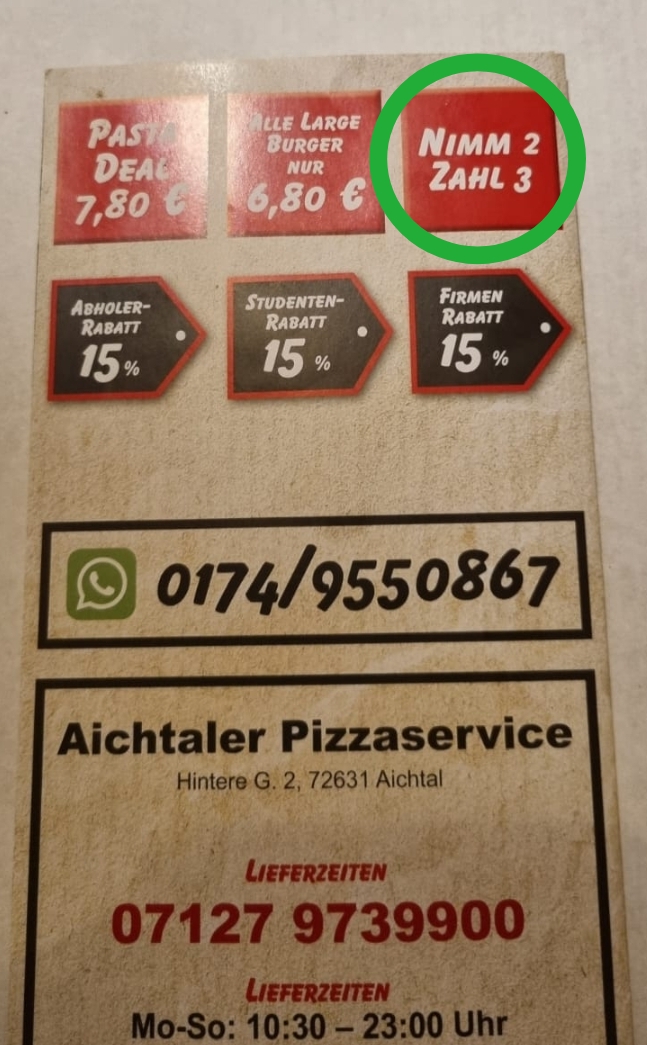 PASTA
DEAL
7,80 €
ALLE LARGE
BURGER
NUR
6,80 €
NIMM 2
ZAHL 3
ABHOLER-
RABATT
15 %
STUDENTEN-
RABATT
15 %
FIRMEN
RABATT
15 %
0174/9550867
Aichtaler Pizzaservice
Hintere G. 2, 72631 Aichtal
LIEFERZEITEN
07127 9739900
LIEFERZEITEN
Mo-So: 10:30 – 23:00 Uhr